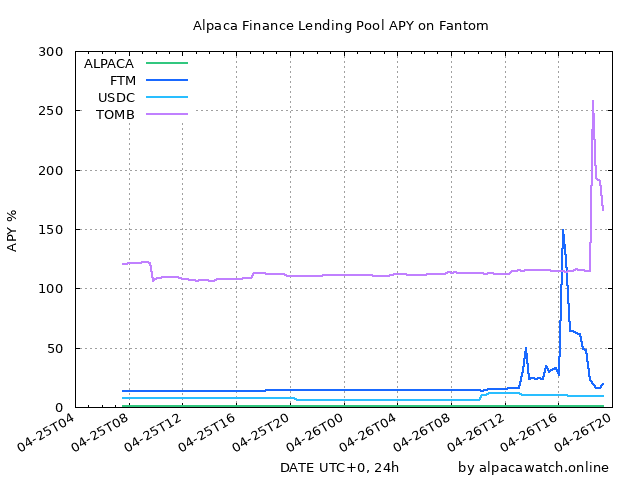 Alpaca Finance Lending Pool APY on Fantom
300
250
200
150
100
50
0
APY %
ALPACA
FTM
USDC
TOMB
04-25T04
04-25T08
04-25T12
04-25T16
04-25T20
04-26T00
04-26T04
04-26T08
04-26T12
04-26T16
04-26T20
DATE UTC+0, 24h
by alpacawatch.online